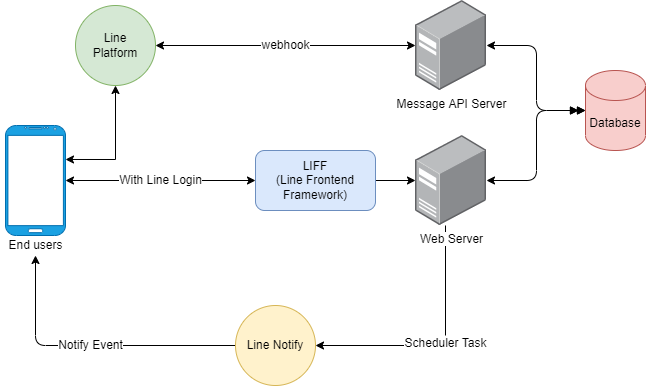 Line
Platform
webhook
Message API Server
Database
With Line Login
LIFF
(Line Frontend
Framework)
End users
Web Server
Notify Event
Line Notify
Scheduler Task